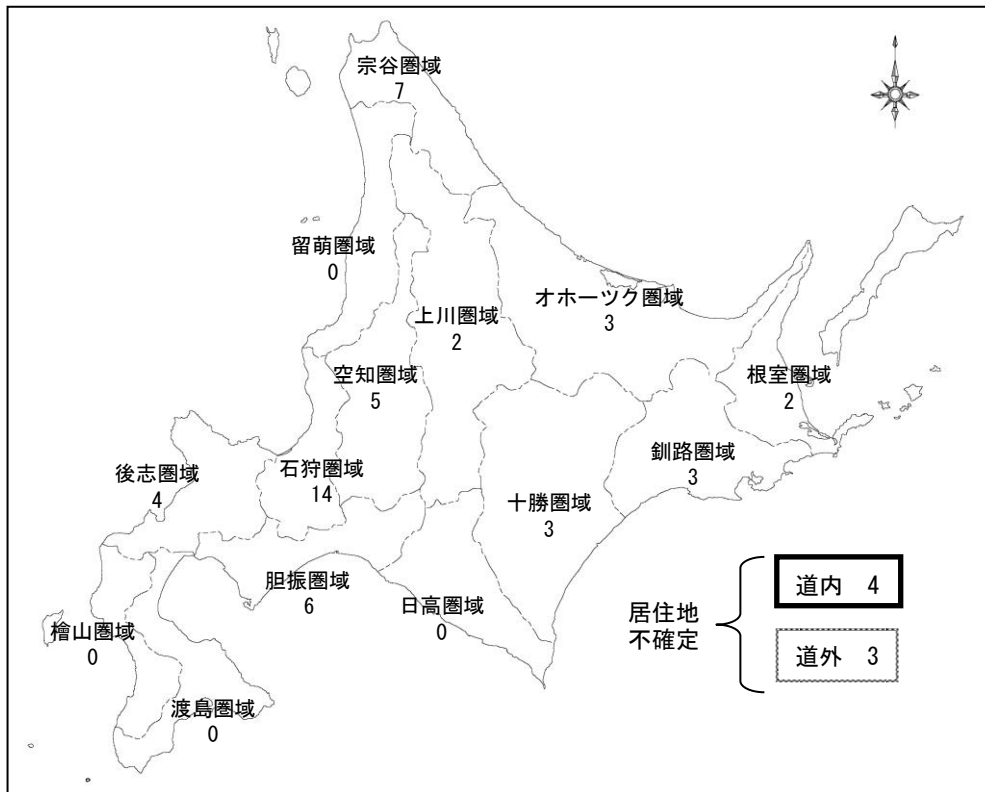 宗谷圏域
7
留萌圏域
0
上川圏域
2
オホーツク圏域
3
空知圏域
5
根室圏域
2
後志圏域
4
石狩圏域
14
十勝圏域
3
釧路圏域
3
胆振圏域
6
日高圏域
0
檜山圏域
0
渡島圏域
0
居住地
不確定
道内 4
道外 3